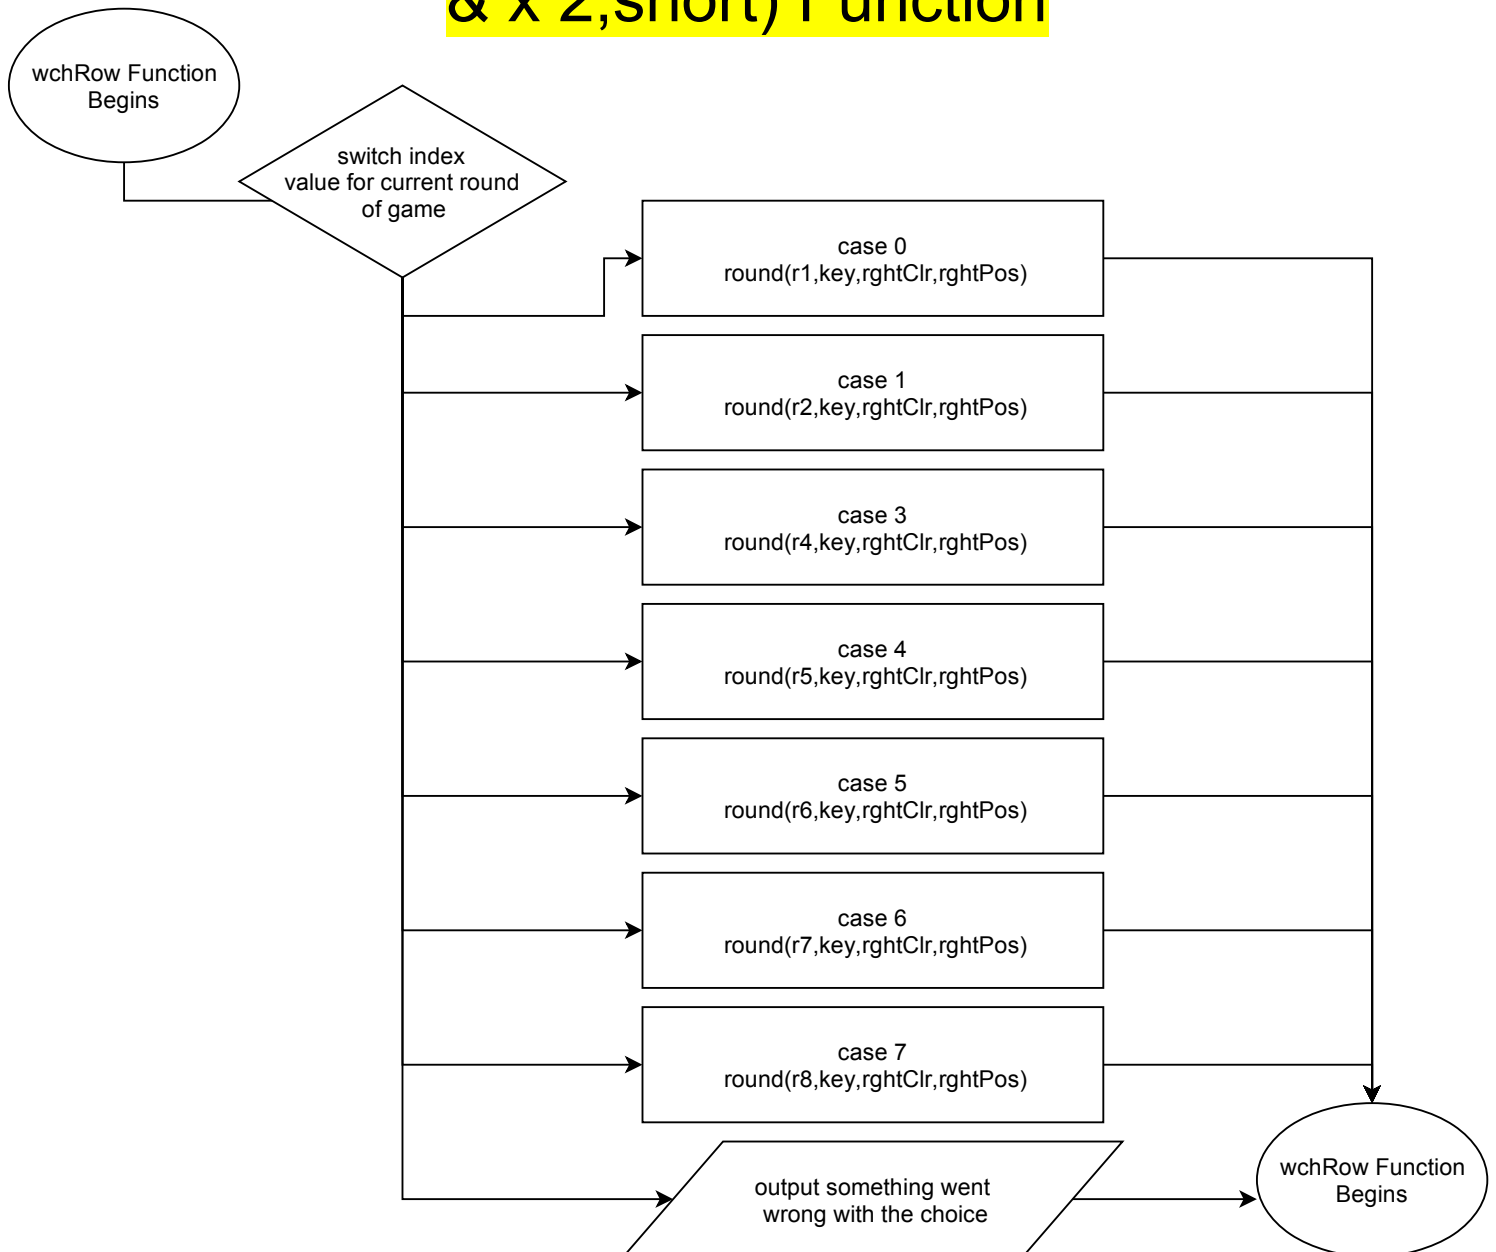 & x 2,short) Function
wchRow Function
Begins
switch index
value for current round
of game
case 0
round(r1,key,rghtClr,rghtPos)
case 1
round(r2,key,rghtClr,rghtPos)
case 3
round(r4,key,rghtClr,rghtPos)
case 4
round(r5,key,rghtClr,rghtPos)
case 5
round(r6,key,rghtClr,rghtPos)
case 6
round(r7,key,rghtClr,rghtPos)
case 7
round(r8,key,rghtClr,rghtPos)
output something went
wrong with the choice
wchRow Function
Begins